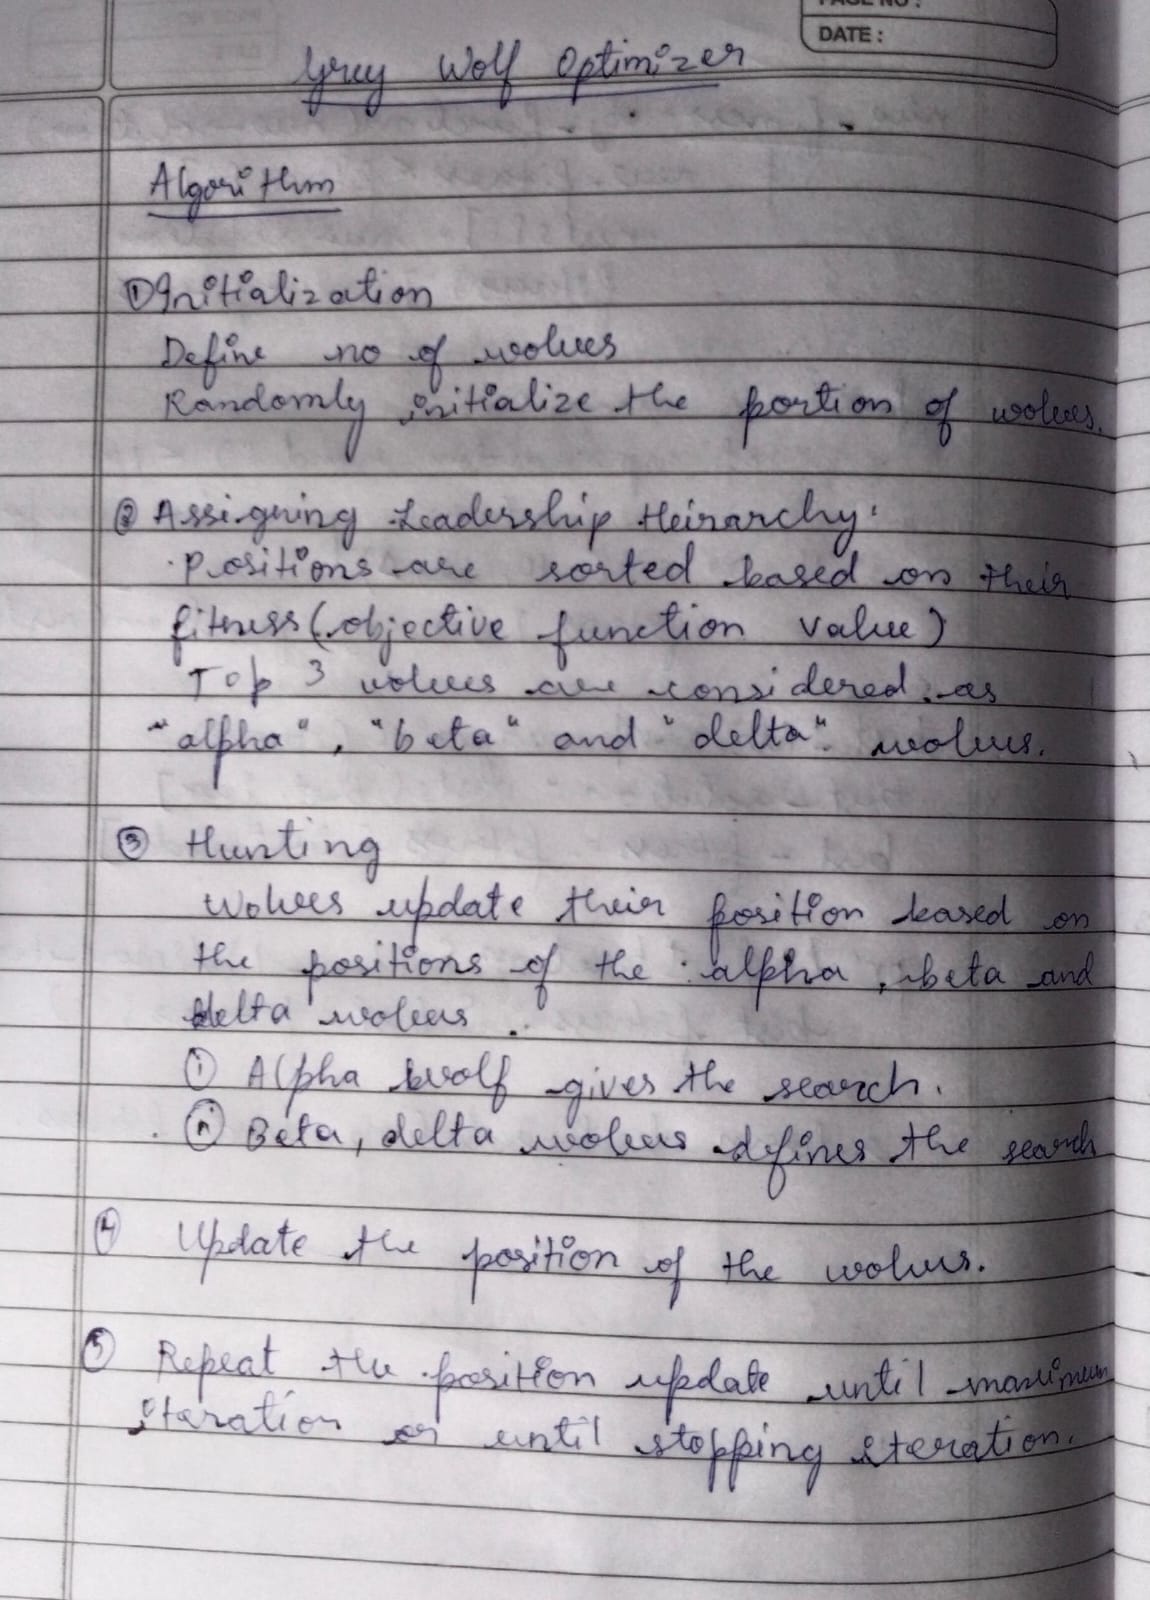 PAGE NO :
DATE :
Grey Wolf Optimizer
Algorithm
① Initialization
Define no of wolves
Randomly initialize the portion of wolves.
② Assigning Leadership Heirarchy:
· Positions are sorted based on their
fitness (objective function value)
Top 3 wolves are considered as
"alpha", "beta" and "delta" wolves.
③ Hunting
Wolves update their position based on
the positions of the alpha, beta and
delta wolves.
ⓘ Alpha wolf gives the search.
ⓘⓘ Beta, delta wolves defines the search
④ Update the position of the wolves.
⑤ Repeat the position update until maximum
iteration or until stopping iteration.